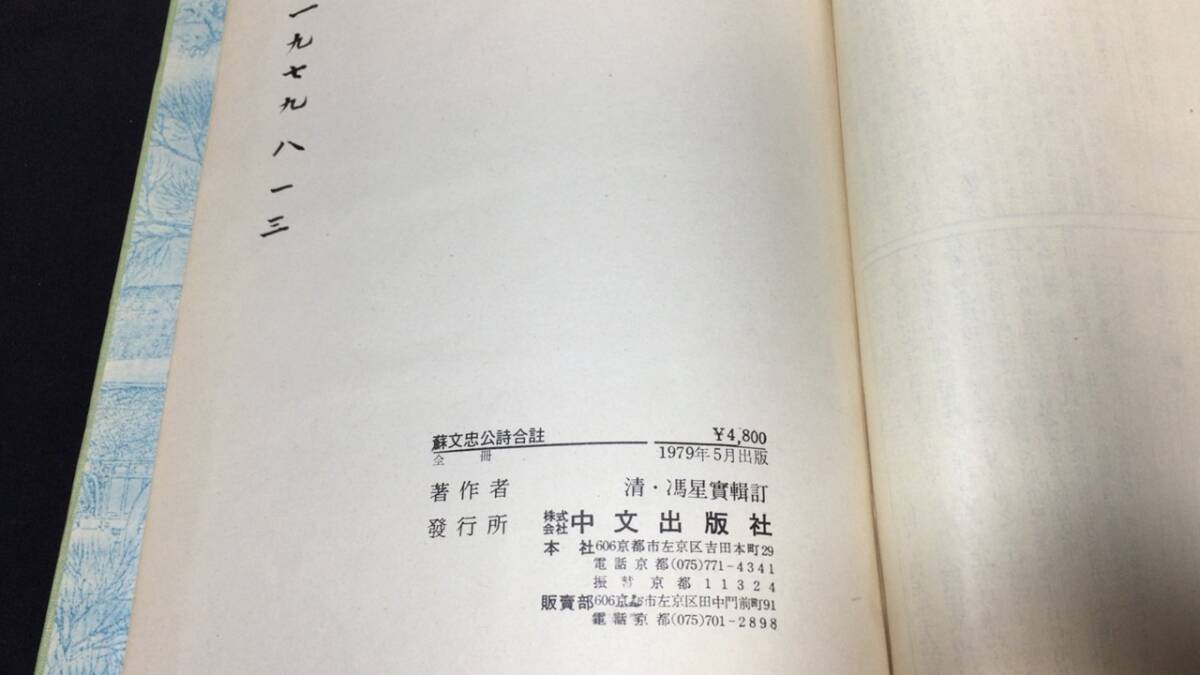 一九七九 八 一三
蘇文忠公詩合註 ¥4,800
全 冊 1979年5月出版
著作者 清・馮星實輯訂
發行所 株式会社 中文出版社
本社 606京都市左京区吉田本町29
電話京都(075)771-4341
振替京都11324
販賣部 606京都市左京区田中門前町91
電話京都(075)701-2898